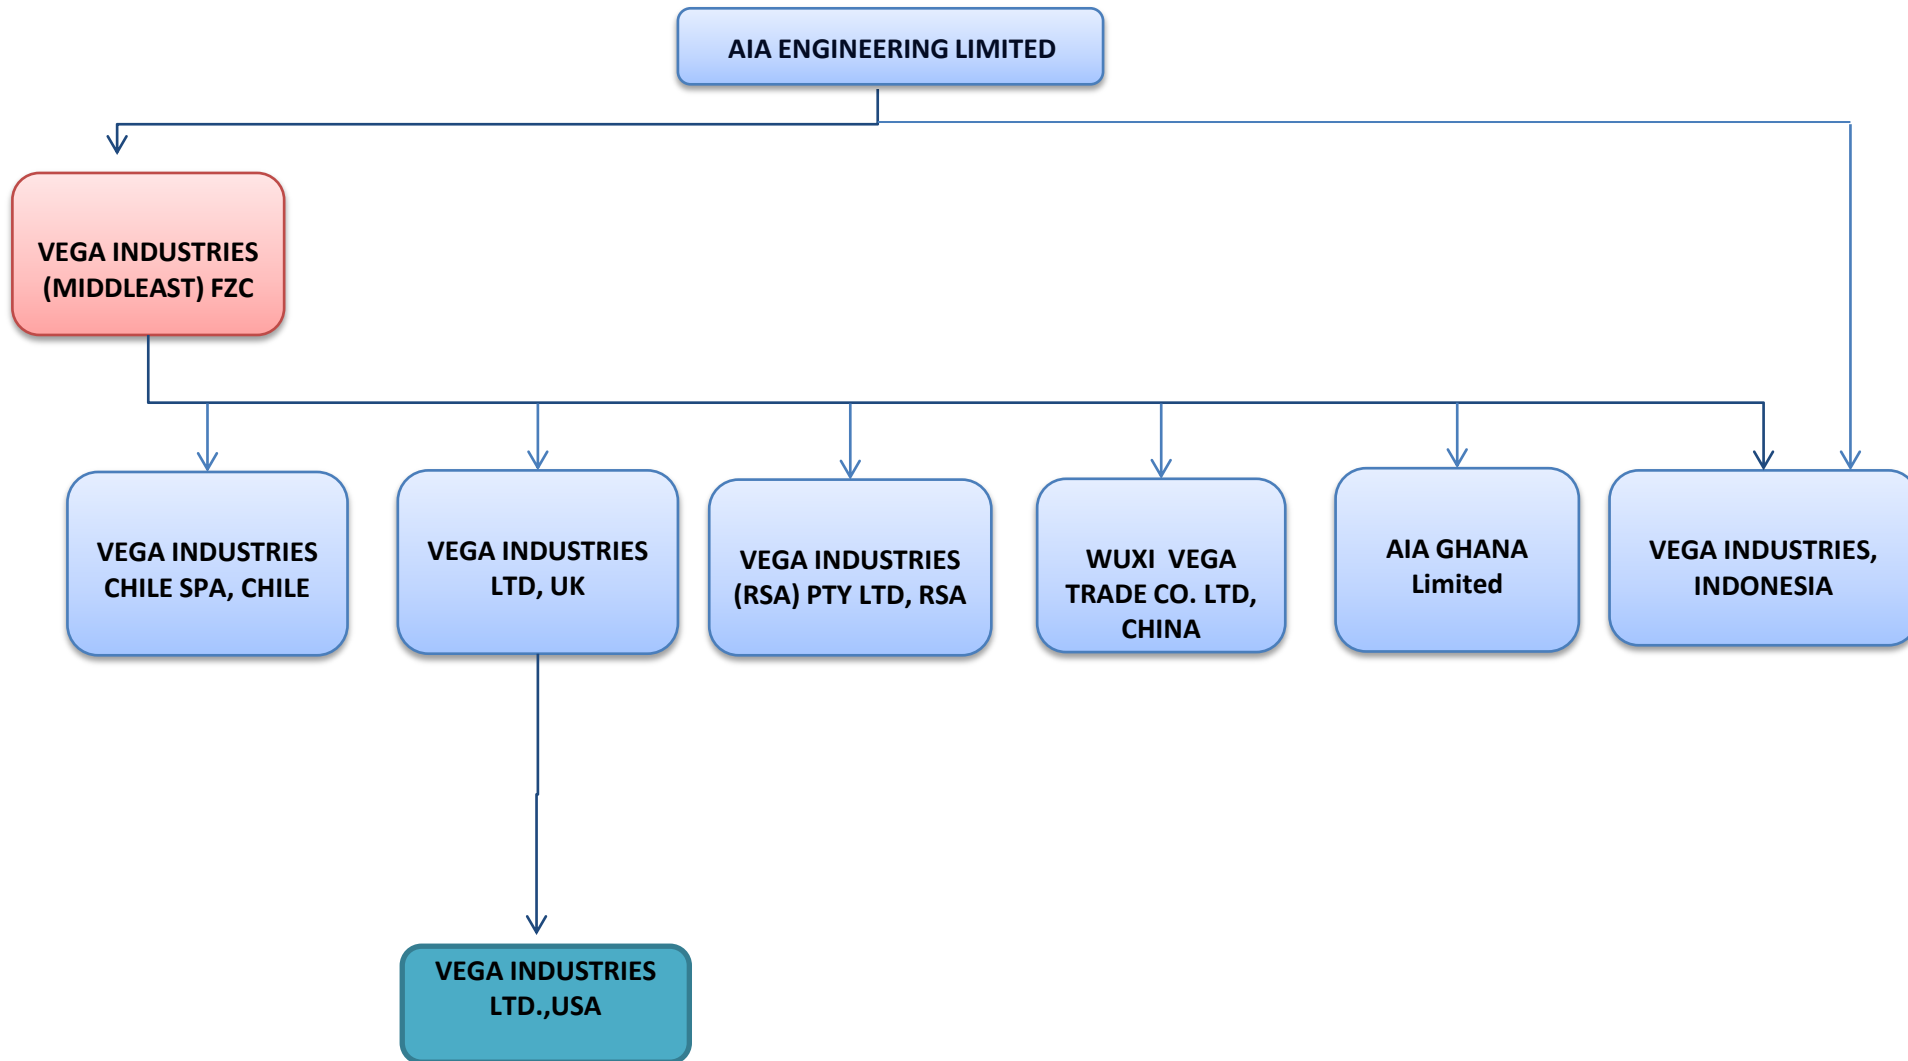 AIA ENGINEERING LIMITED
VEGA INDUSTRIES
(MIDDLEAST) FZC
VEGA INDUSTRIES
CHILE SPA, CHILE
VEGA INDUSTRIES
LTD, UK
VEGA INDUSTRIES
(RSA) PTY LTD, RSA
WUXI  VEGA
TRADE CO. LTD,
CHINA
AIA GHANA
Limited
VEGA INDUSTRIES,
INDONESIA
VEGA INDUSTRIES
LTD.,USA